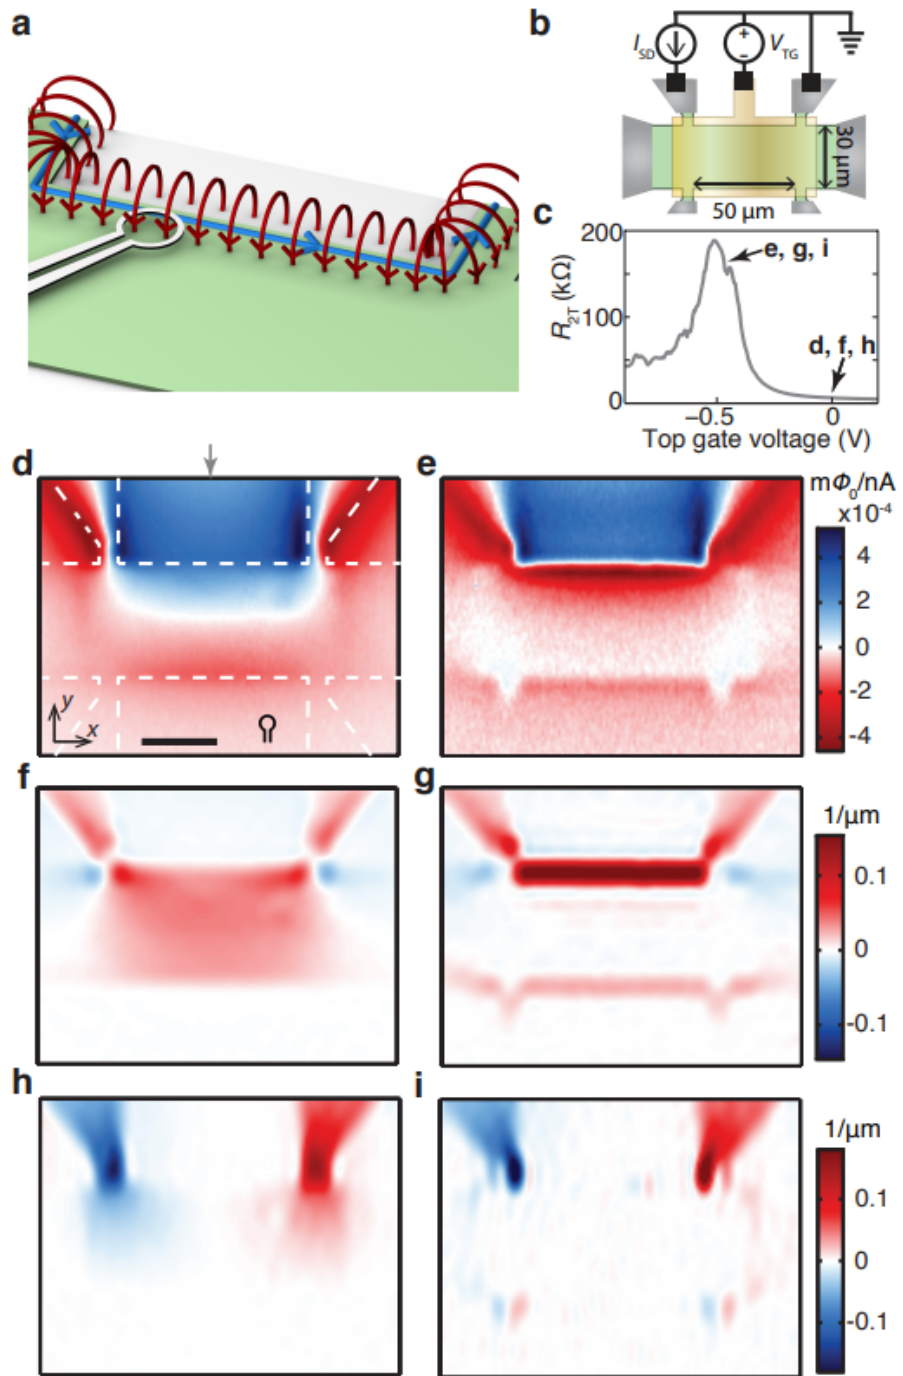 a
b
I_SD
+
−
V_TG
30 μm
50 μm
c
200
100
0
R_2T (kΩ)
e, g, i
d, f, h
−0.5
0
Top gate voltage (V)
d
e
mΦ₀/nA
x10⁻⁴
4
2
0
-2
-4
y
x
f
g
1/μm
0.1
0
-0.1
h
i
1/μm
0.1
0
-0.1